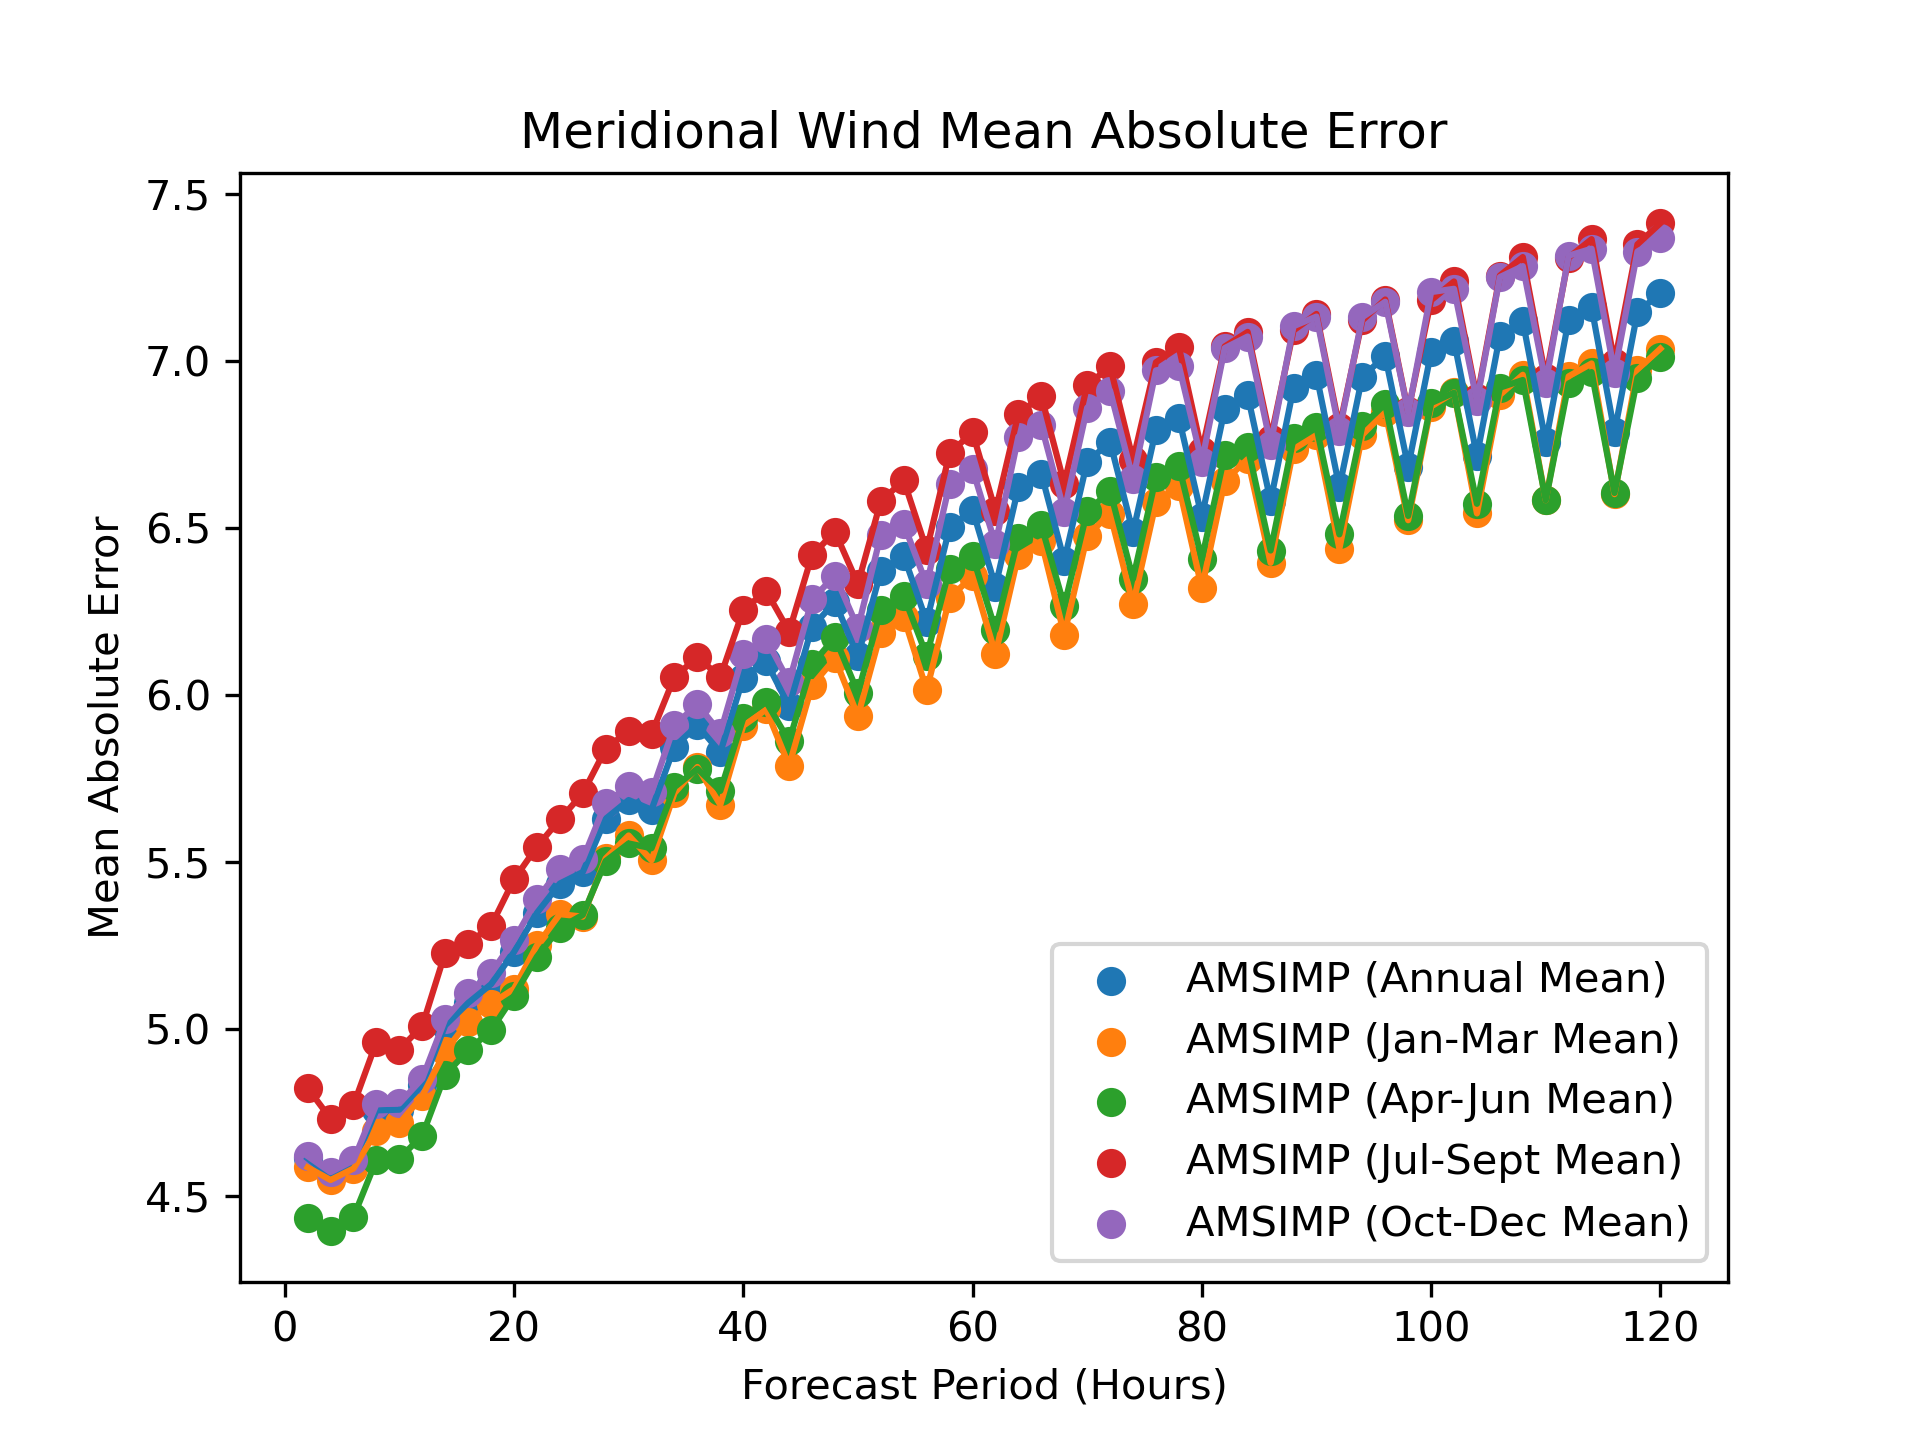 Meridional Wind Mean Absolute Error
7.5
7.0
6.5
6.0
5.5
5.0
4.5
Mean Absolute Error
AMSIMP (Annual Mean)
AMSIMP (Jan-Mar Mean)
AMSIMP (Apr-Jun Mean)
AMSIMP (Jul-Sept Mean)
AMSIMP (Oct-Dec Mean)
0 20 40 60 80 100 120
Forecast Period (Hours)